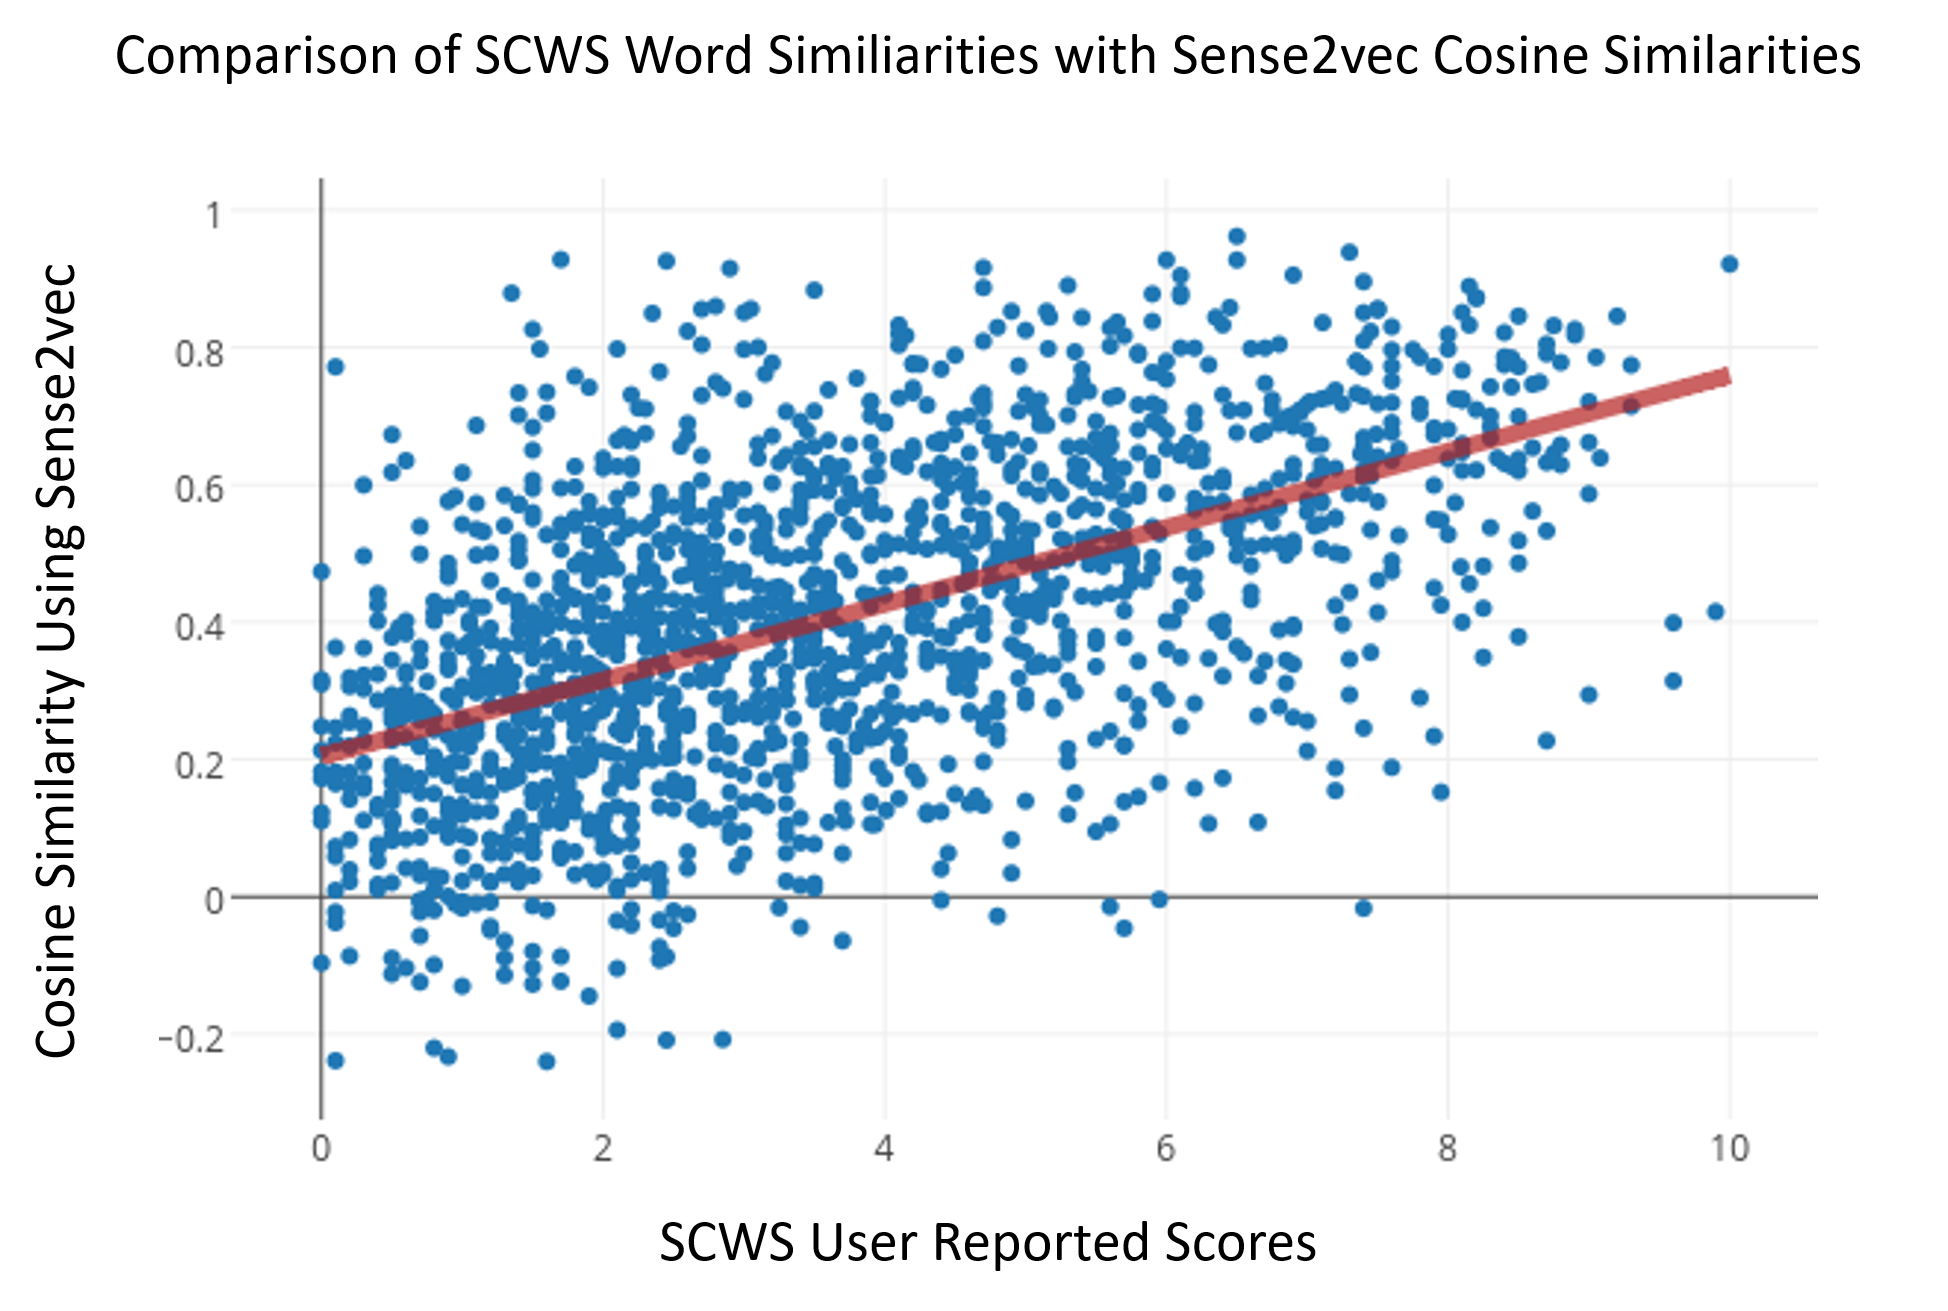 Comparison of SCWS Word Similiarities with Sense2vec Cosine Similarities
Cosine Similarity Using Sense2vec
1
0.8
0.6
0.4
0.2
0
−0.2
0 2 4 6 8 10
SCWS User Reported Scores